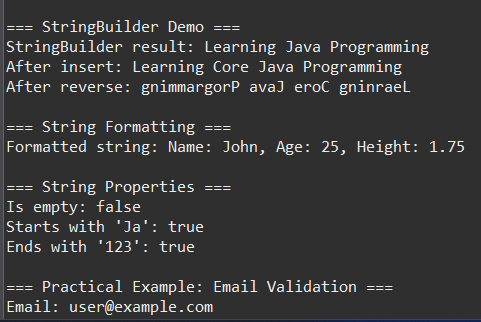 === StringBuilder Demo ===
StringBuilder result: Learning Java Programming
After insert: Learning Core Java Programming
After reverse: gnimmargorP avaJ eroC gninraeL
=== String Formatting ===
Formatted string: Name: John, Age: 25, Height: 1.75
=== String Properties ===
Is empty: false
Starts with 'Ja': true
Ends with '123': true
=== Practical Example: Email Validation ===
Email: user@example.com